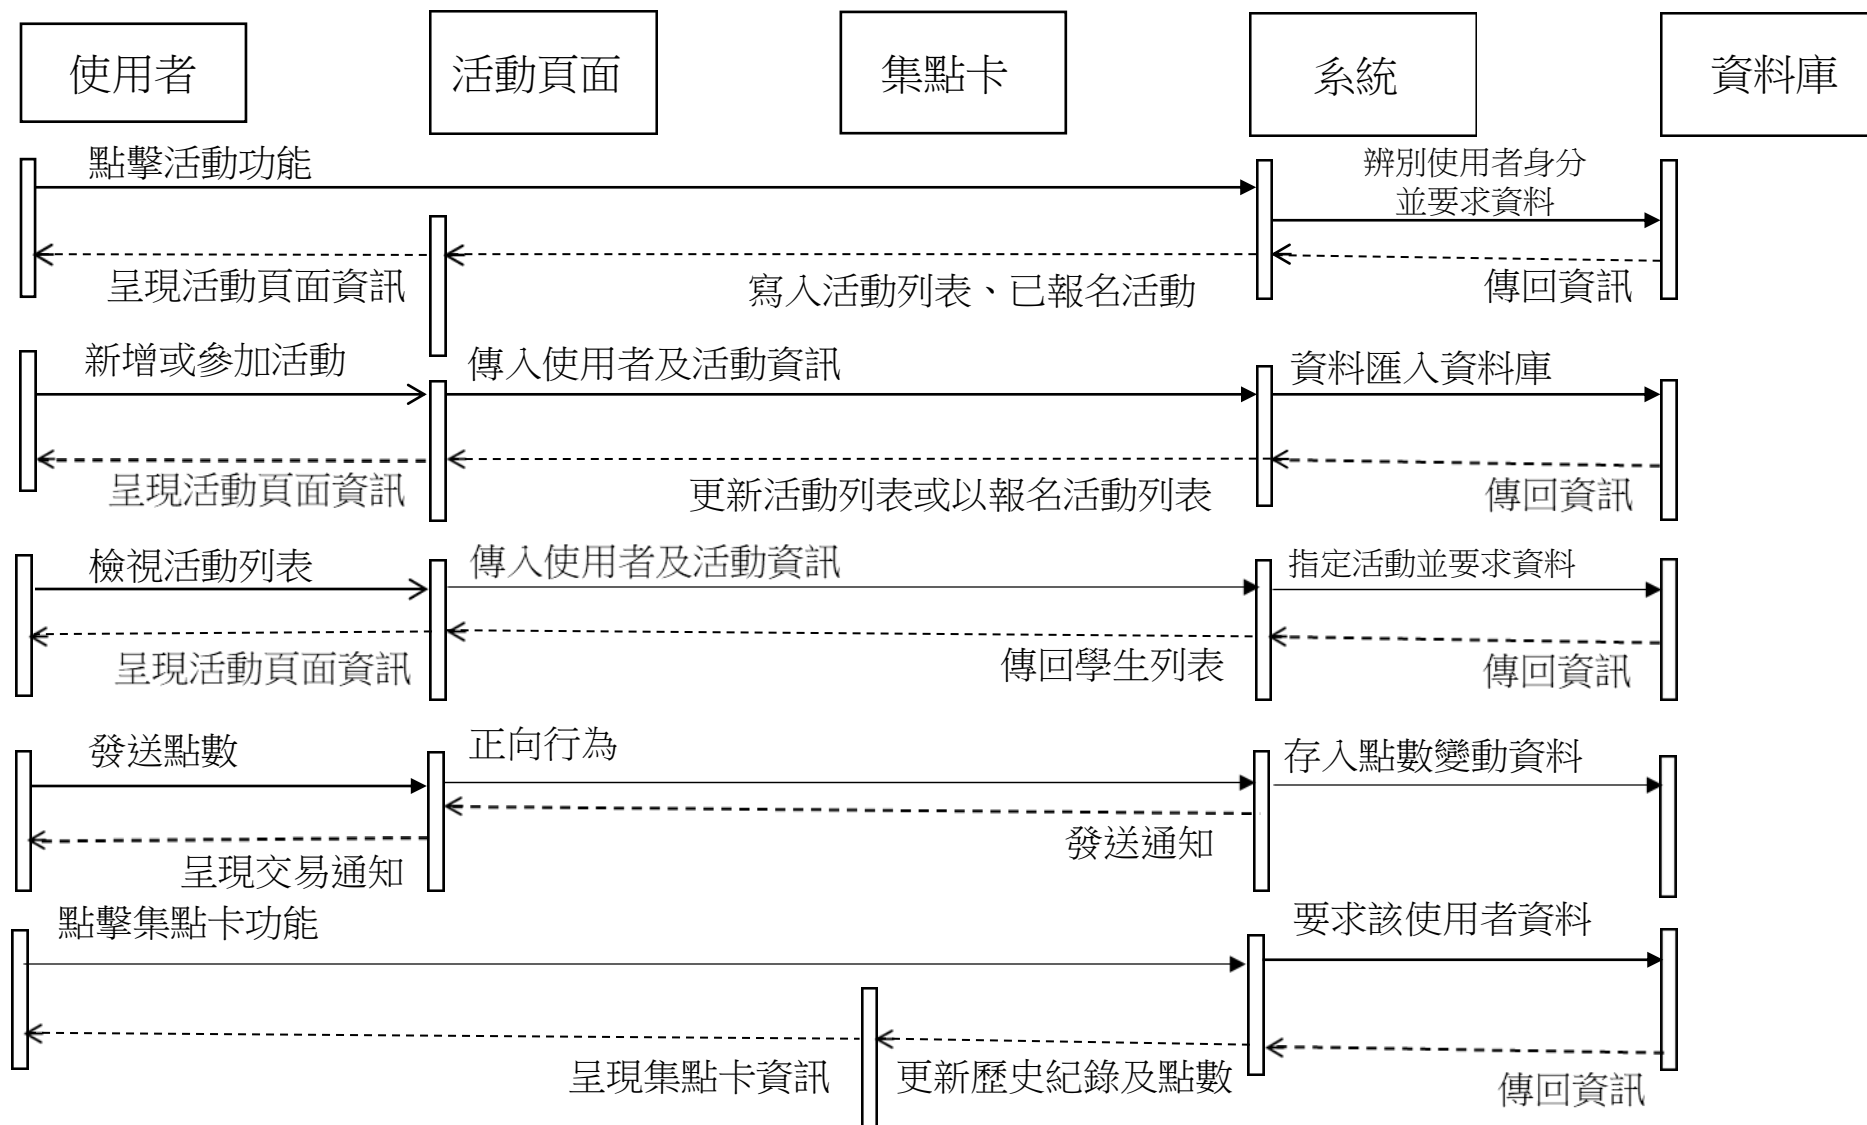 使用者
活動頁面
集點卡
系統
資料庫
點擊活動功能
辨別使用者身分
並要求資料
呈現活動頁面資訊
寫入活動列表、已報名活動
傳回資訊
新增或參加活動
傳入使用者及活動資訊
資料匯入資料庫
呈現活動頁面資訊
更新活動列表或以報名活動列表
傳回資訊
檢視活動列表
傳入使用者及活動資訊
指定活動並要求資料
呈現活動頁面資訊
傳回學生列表
傳回資訊
發送點數
正向行為
存入點數變動資料
呈現交易通知
發送通知
點擊集點卡功能
要求該使用者資料
呈現集點卡資訊
更新歷史紀錄及點數
傳回資訊